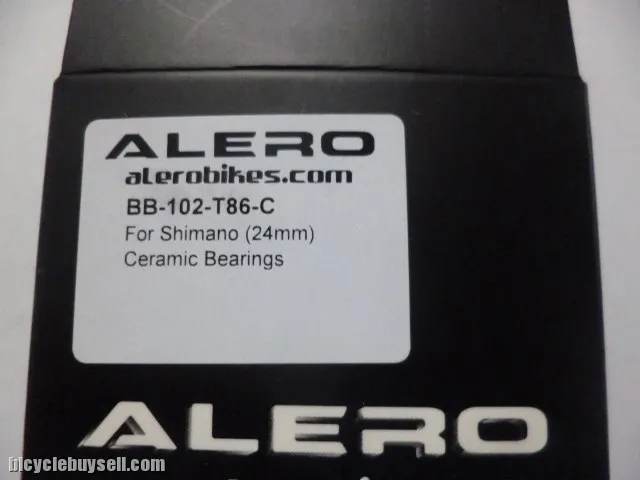 ALERO
alerobikes.com
BB-102-T86-C
For Shimano (24mm)
Ceramic Bearings
ALERO
bicyclebuysell.com